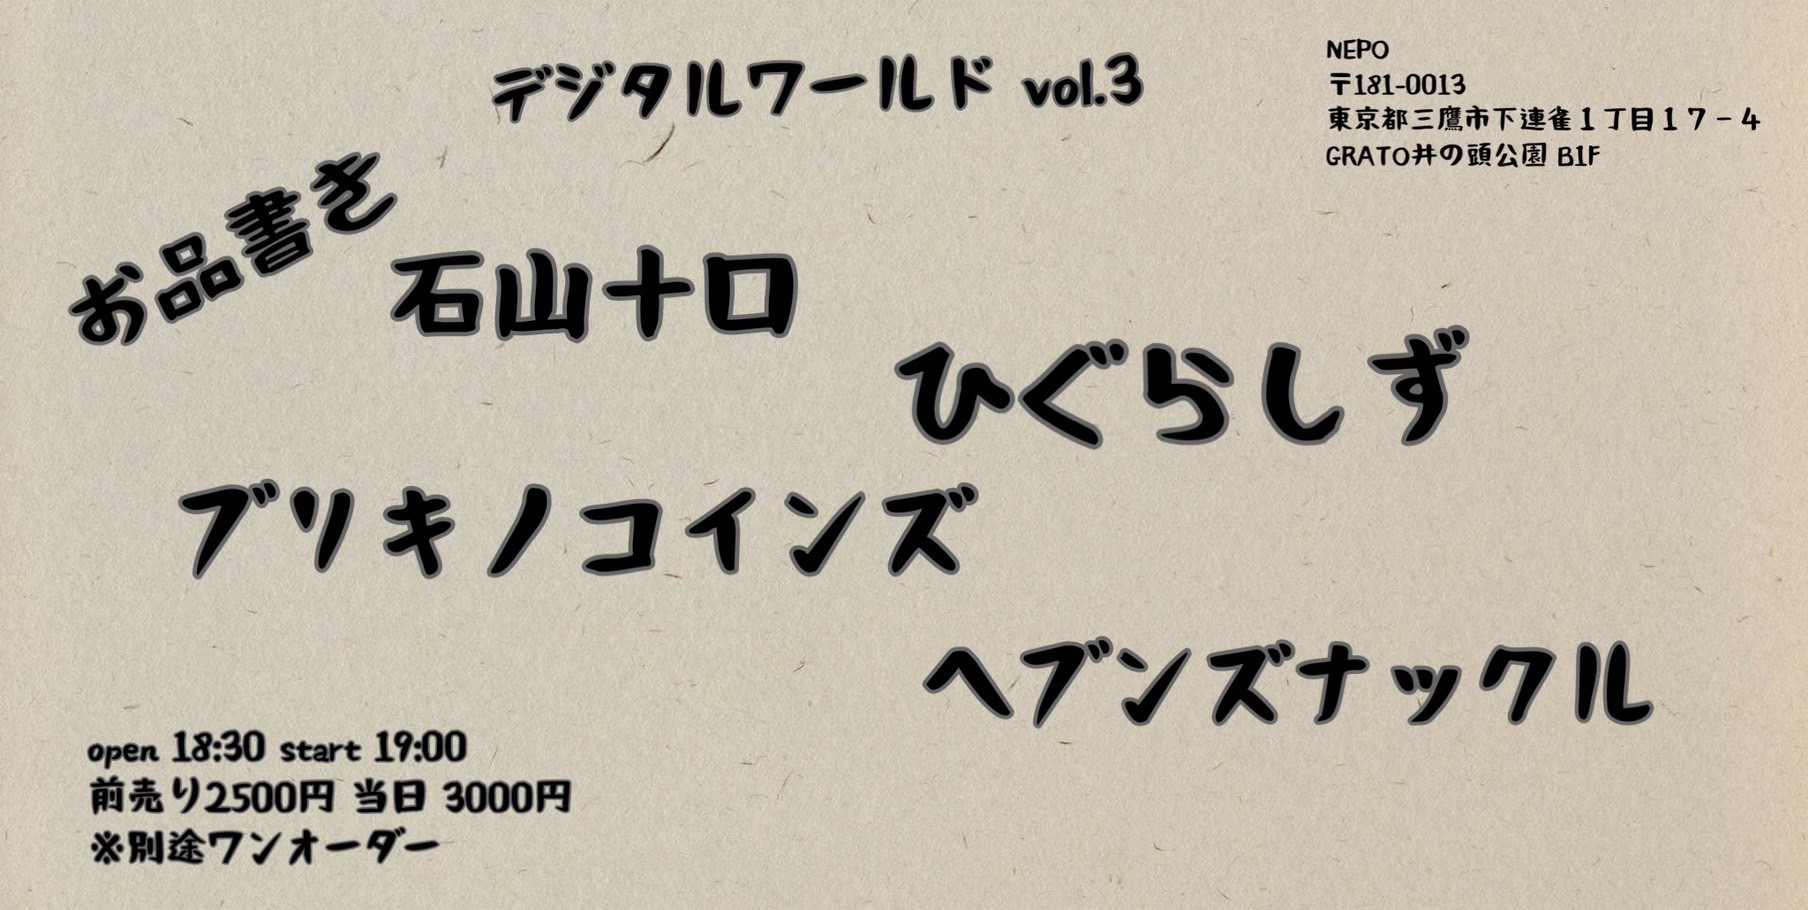 デジタルワールド vol.3
NEPO
〒181-0013
東京都三鷹市下連雀１丁目１７−４
GRATO井の頭公園 B1F
お品書き
石山十口
ひぐらしず
ブリキノコインズ
ヘブンズナックル
open 18:30 start 19:00
前売り2500円 当日 3000円
※別途ワンオーダー